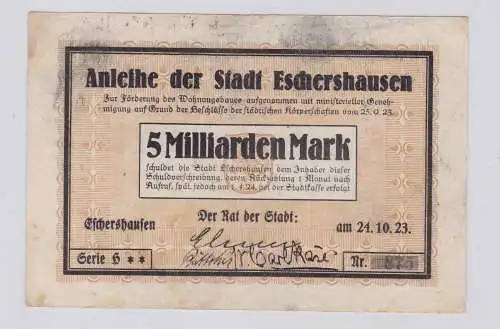 Anleihe der Stadt Eschershausen
Zur Förderung des Wohnungsbaues aufgenommen mit ministerieller Geneh-
migung auf Grund der Beschlüsse der städtischen Körperschaften vom 25.9.23.
5 Milliarden Mark
schuldet die Stadt Eschershausen dem Inhaber dieser
Schuldverschreibung, deren Rückzahlung 1 Monat nach
Aufruf, spät. jedoch am 1.4.24. bei der Stadtkasse erfolgt
Der Rat der Stadt:
Eschershausen am 24.10.23.
Serie H ** Nr.